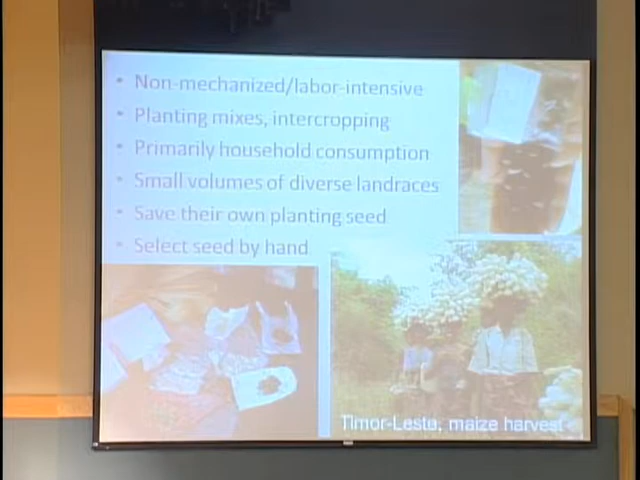 • Non-mechanized/labor-intensive
• Planting mixes, intercropping
• Primarily household consumption
• Small volumes of diverse landraces
• Save their own planting seed
• Select seed by hand
Timor-Leste, maize harvest